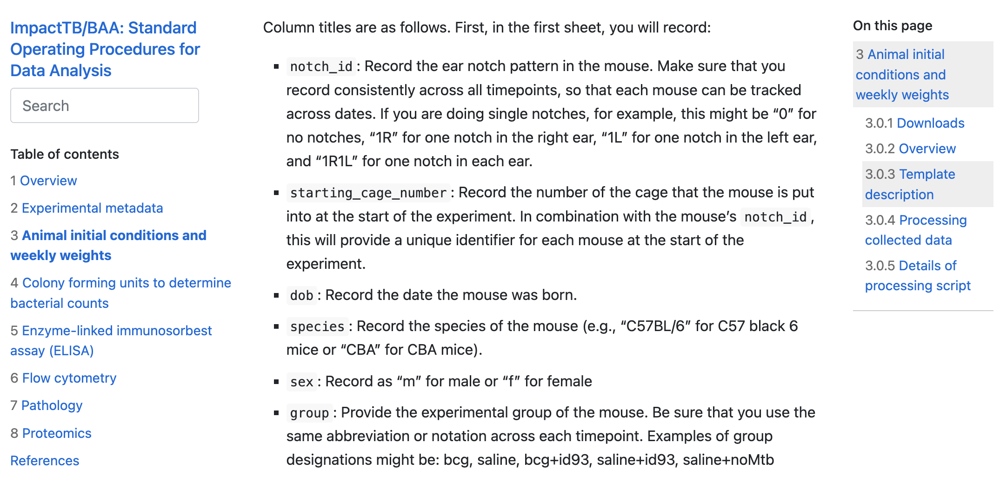 ImpactTB/BAA: Standard
Operating Procedures for
Data Analysis
Search
Table of contents
1 Overview
2 Experimental metadata
3 Animal initial conditions and
weekly weights
4 Colony forming units to determine
bacterial counts
5 Enzyme-linked immunosorbest
assay (ELISA)
6 Flow cytometry
7 Pathology
8 Proteomics
References
Column titles are as follows. First, in the first sheet, you will record:
▪ notch_id: Record the ear notch pattern in the mouse. Make sure that you
record consistently across all timepoints, so that each mouse can be tracked
across dates. If you are doing single notches, for example, this might be “0” for
no notches, “1R” for one notch in the right ear, “1L” for one notch in the left ear,
and “1R1L” for one notch in each ear.
▪ starting_cage_number: Record the number of the cage that the mouse is put
into at the start of the experiment. In combination with the mouse’s notch_id,
this will provide a unique identifier for each mouse at the start of the
experiment.
▪ dob: Record the date the mouse was born.
▪ species: Record the species of the mouse (e.g., “C57BL/6” for C57 black 6
mice or “CBA” for CBA mice).
▪ sex: Record as “m” for male or “f” for female
▪ group: Provide the experimental group of the mouse. Be sure that you use the
same abbreviation or notation across each timepoint. Examples of group
designations might be: bcg, saline, bcg+id93, saline+id93, saline+noMtb
On this page
3 Animal initial
conditions and
weekly weights
3.0.1 Downloads
3.0.2 Overview
3.0.3 Template
description
3.0.4 Processing
collected data
3.0.5 Details of
processing script